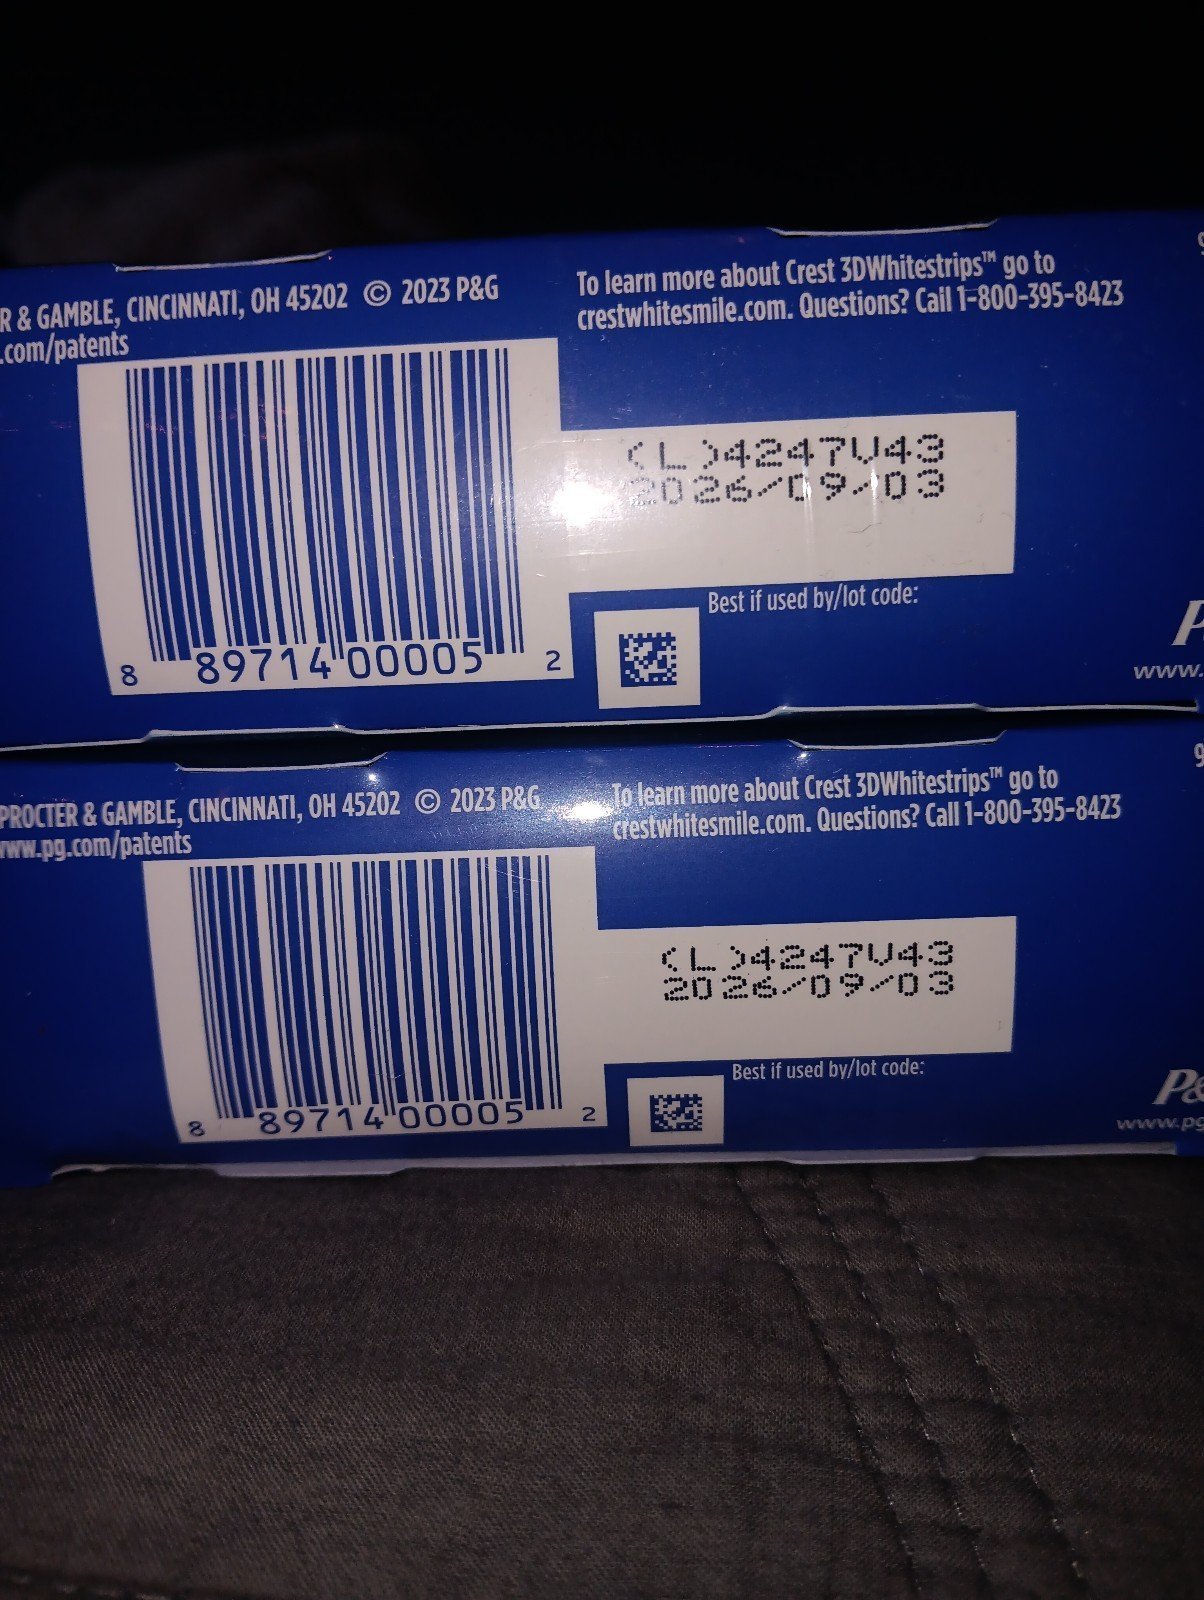 R & GAMBLE, CINCINNATI, OH 45202 © 2023 P&G
.com/patents
To learn more about Crest 3DWhitestrips™ go to
crestwhitesmile.com. Questions? Call 1-800-395-8423
(L)4247V43
2026/09/03
Best if used by/lot code:
8 89714 00005 2
P
www.
PROCTER & GAMBLE, CINCINNATI, OH 45202 © 2023 P&G
www.pg.com/patents
To learn more about Crest 3DWhitestrips™ go to
crestwhitesmile.com. Questions? Call 1-800-395-8423
(L)4247V43
2026/09/03
Best if used by/lot code:
8 89714 00005 2
P&
www.pg